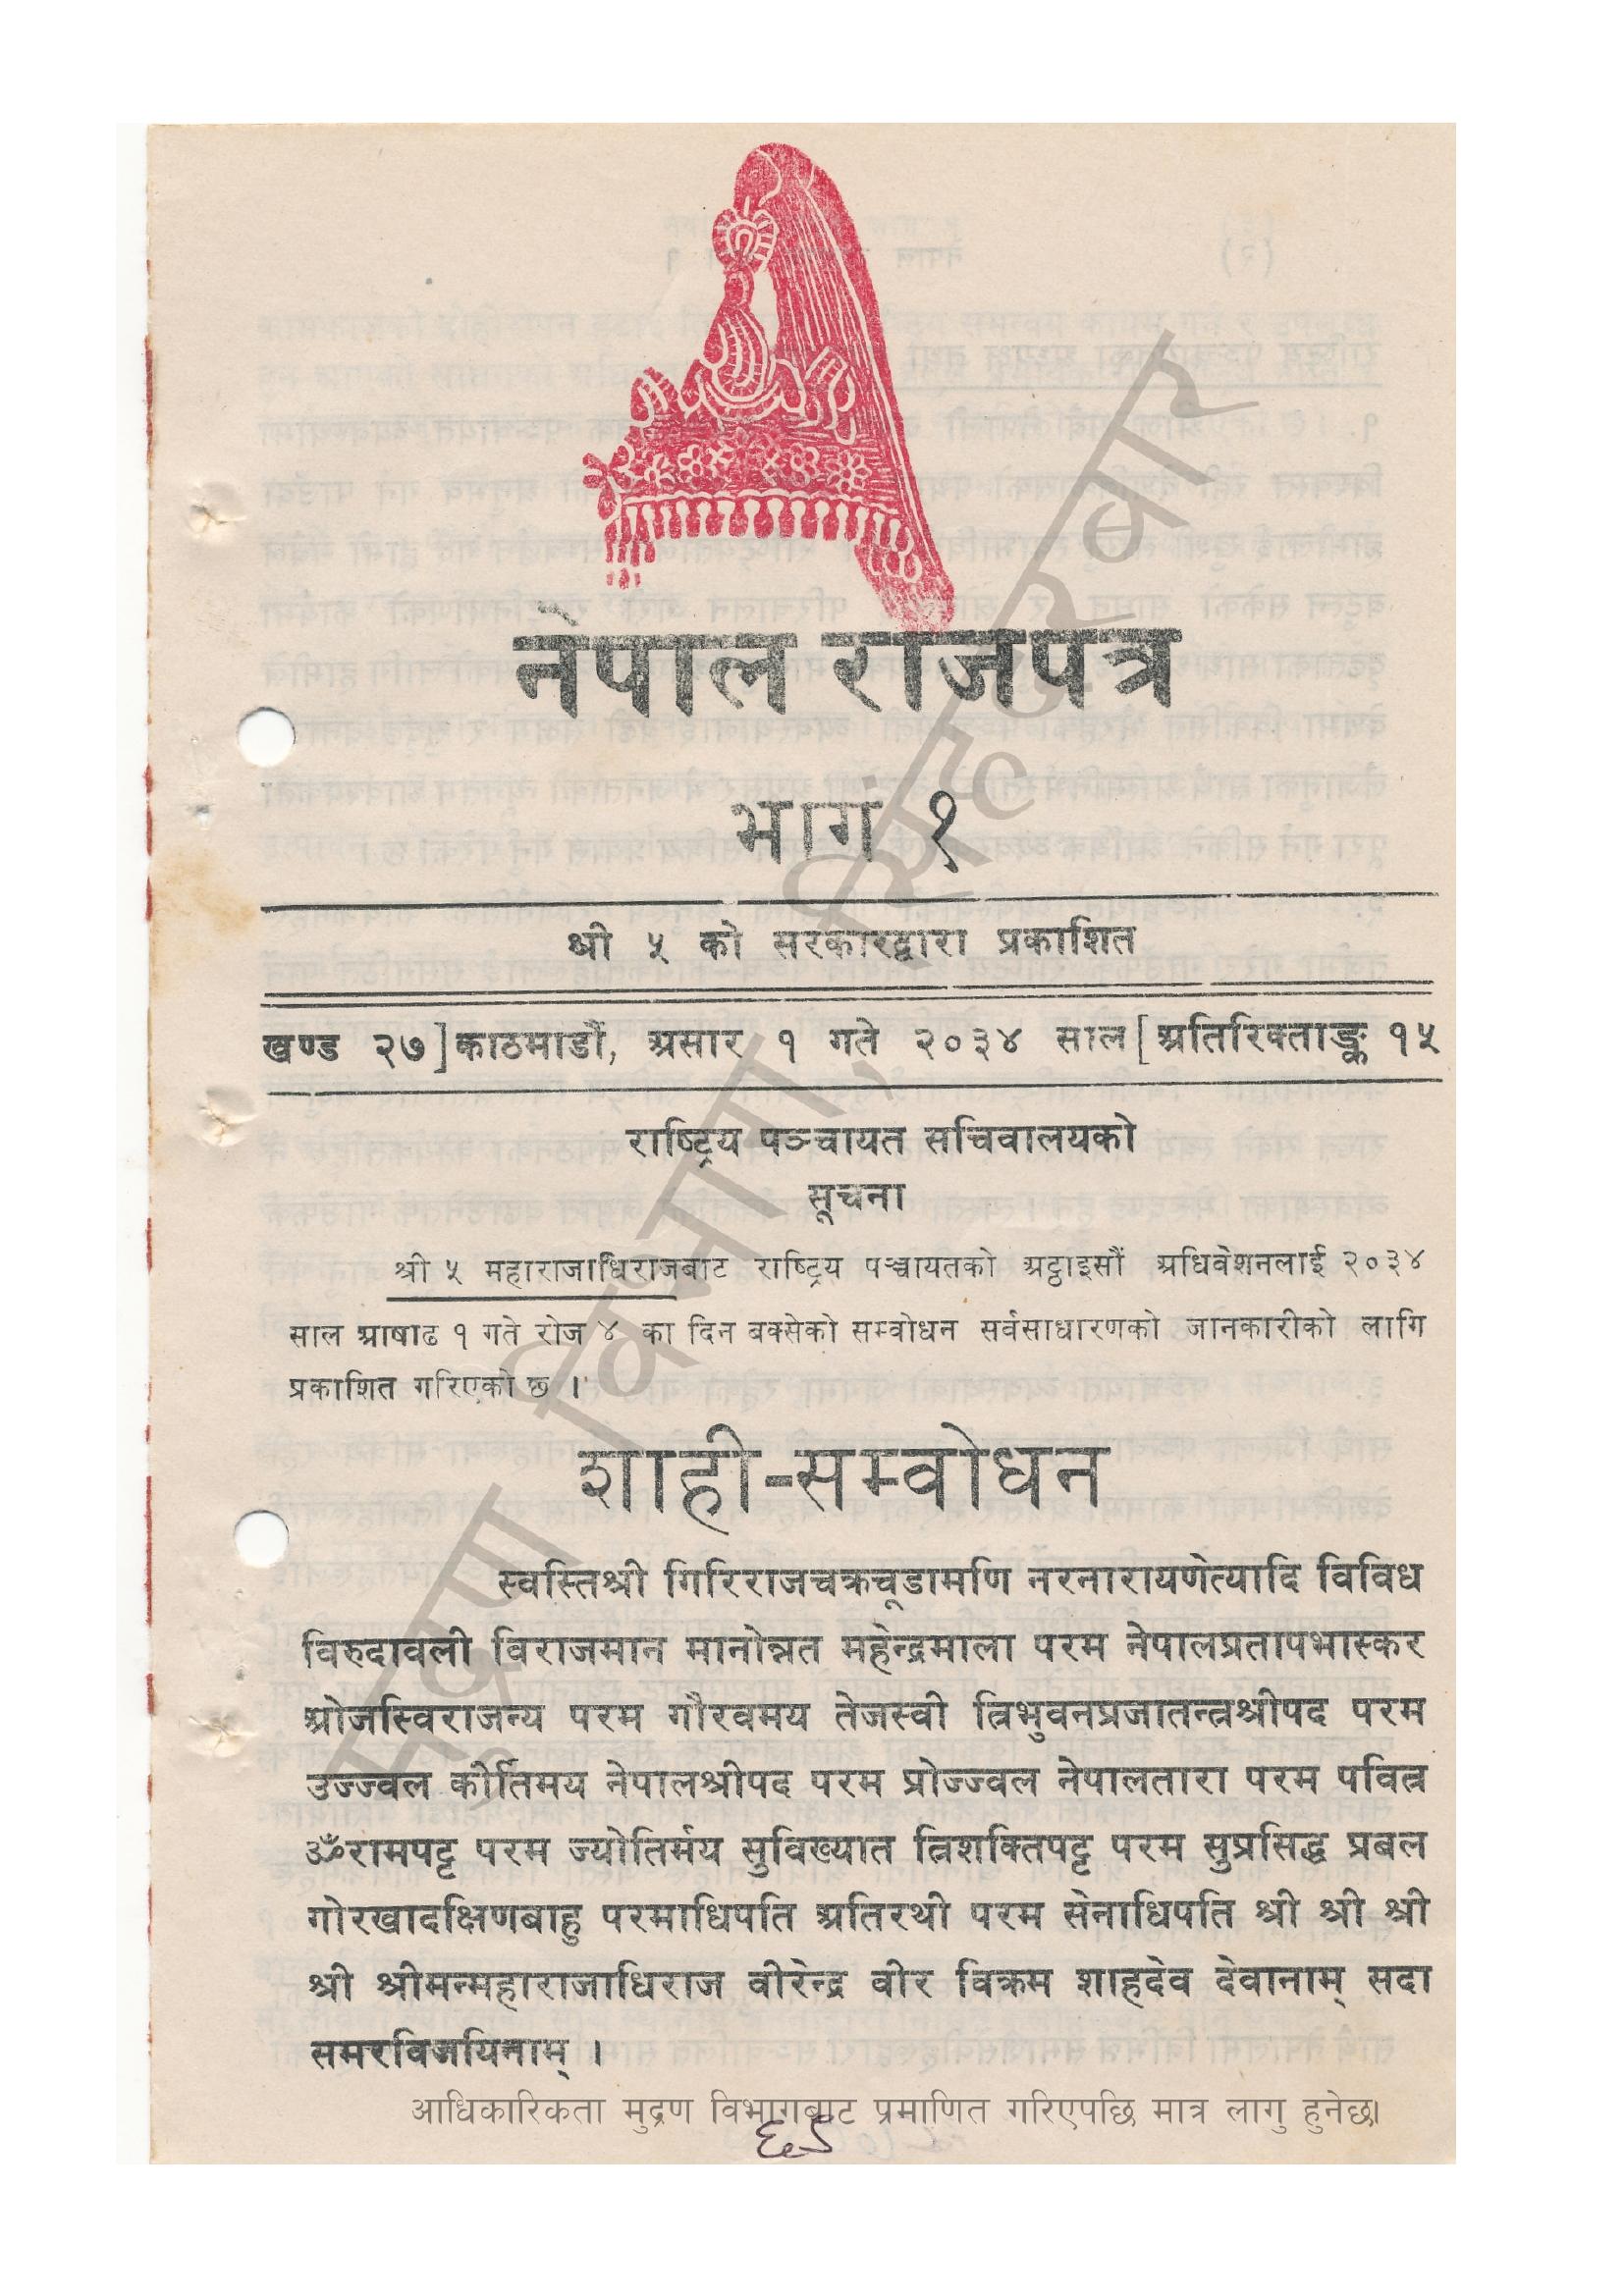 नेपाल राजपत्र
भाग १
श्री ५ को सरकारद्वारा प्रकाशित
खण्ड २७] काठमाडौं, असार १ गते २०३४ साल [अतिरिक्ताङ्क १५
राष्ट्रिय पञ्चायत सचिवालयको
सूचना
श्री ५ महाराजाधिराजबाट राष्ट्रिय पञ्चायतको अट्ठाइसौं अधिवेशनलाई २०३४
साल आषाढ १ गते रोज ४ का दिन बक्सेको सम्वोधन सर्वसाधारणको जानकारीको लागि
प्रकाशित गरिएको छ ।
शाही-सम्वोधन
स्वस्तिश्री गिरिराजचक्रचूडामणि नरनारायणेत्यादि विविध
विरुदावली विराजमान मानोन्नत महेन्द्रमाला परम नेपालप्रतापभास्कर
ओजस्विराजन्य परम गौरवमय तेजस्वी त्रिभुवनप्रजातन्त्रश्रीपद परम
उज्ज्वल कीर्तिमय नेपालश्रीपद परम प्रोज्ज्वल नेपालतारा परम पवित्र
ॐरामपट्ट परम ज्योतिर्मय सुविख्यात त्रिशक्तिपट्ट परम सुप्रसिद्ध प्रबल
गोरखादक्षिणबाहु परमाधिपति अतिरथी परम सेनाधिपति श्री श्री श्री
श्री श्रीमन्महाराजाधिराज वीरेन्द्र वीर विक्रम शाहदेव देवानाम् सदा
समरविजयिनाम् ।
मुद्रण विभाग, सिंहदरबार
आधिकारिकता मुद्रण विभागबाट प्रमाणित गरिएपछि मात्र लागु हुनेछ।